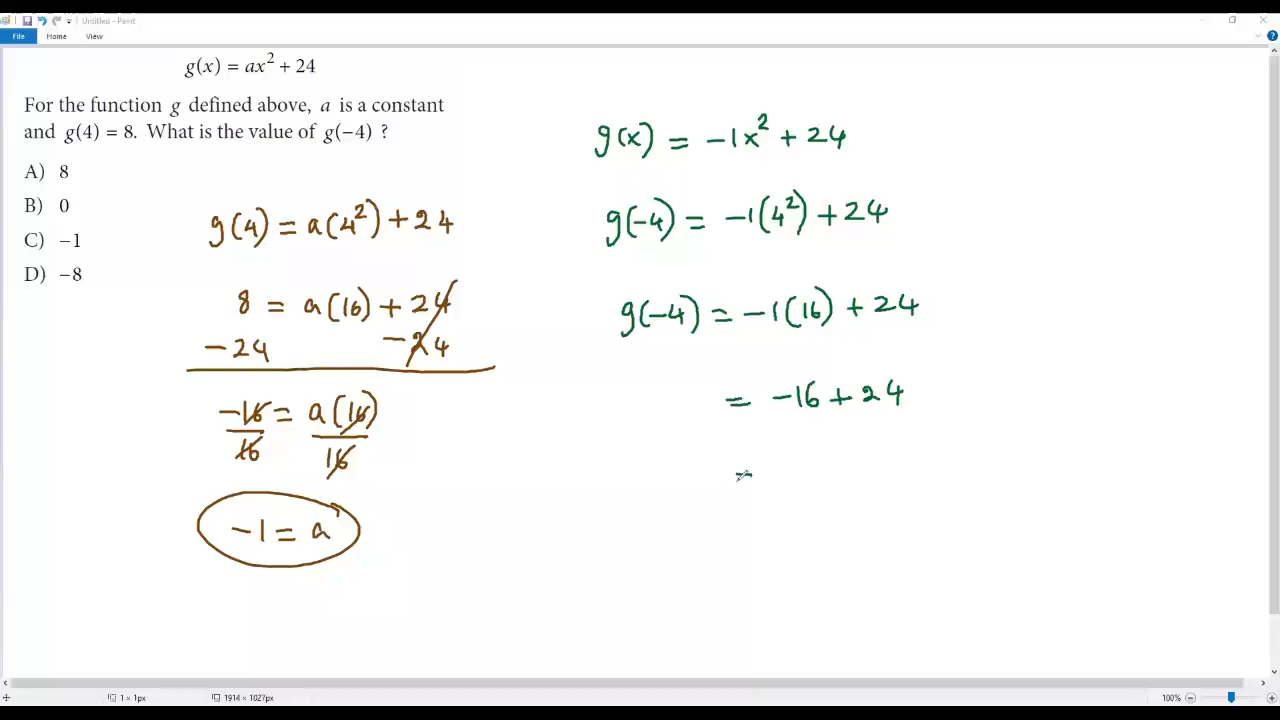 Untitled - Paint
File Home View
g(x) = ax² + 24
For the function g defined above, a is a constant
and g(4) = 8. What is the value of g(−4) ?
A) 8
B) 0
C) −1
D) −8
g(4) = a(4²) + 24
8 = a(16) + 24
−24 −24
−16 = a(16)
16 16
−1 = a
g(x) = −1x² + 24
g(−4) = −1(4²) + 24
g(−4) = −1(16) + 24
= −16 + 24
1 × 1px 1914 × 1027px 100%